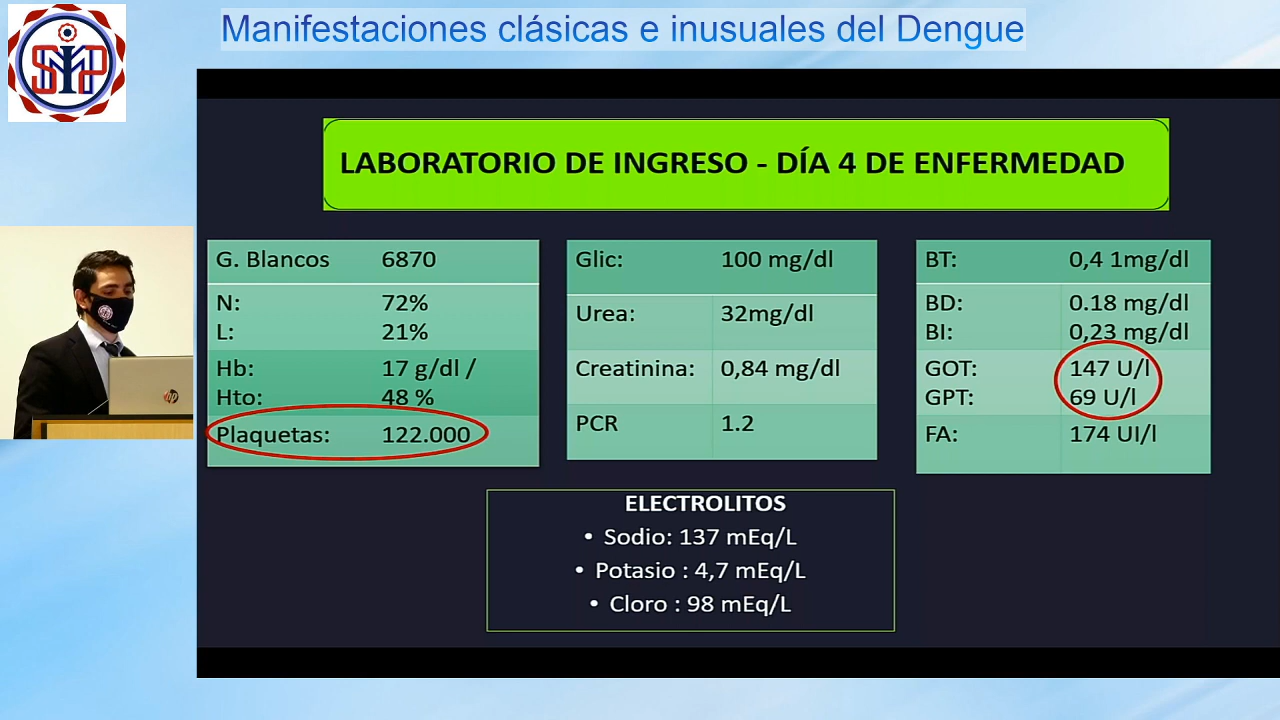 Manifestaciones clásicas e inusuales del Dengue
SMIP
LABORATORIO DE INGRESO - DÍA 4 DE ENFERMEDAD
G. Blancos 6870
N: 72%
L: 21%
Hb: 17 g/dl /
Hto: 48 %
Plaquetas: 122.000
Glic: 100 mg/dl
Urea: 32mg/dl
Creatinina: 0,84 mg/dl
PCR 1.2
BT: 0,4 1mg/dl
BD: 0.18 mg/dl
BI: 0,23 mg/dl
GOT: 147 U/l
GPT: 69 U/l
FA: 174 UI/l
ELECTROLITOS
• Sodio: 137 mEq/L
• Potasio : 4,7 mEq/L
• Cloro : 98 mEq/L
hp